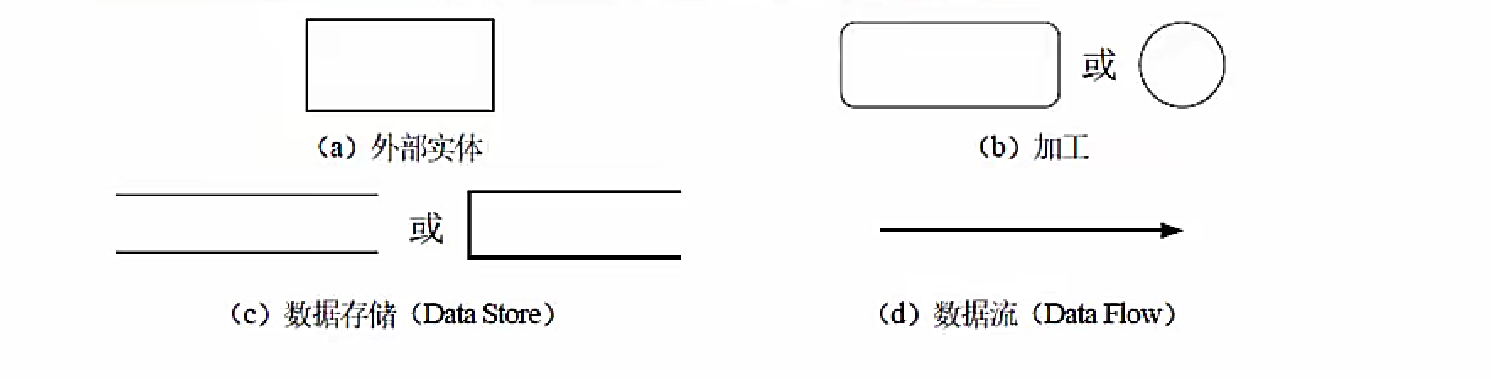 或
（a）外部实体
（b）加工
或
（c）数据存储（Data Store）
（d）数据流（Data Flow）